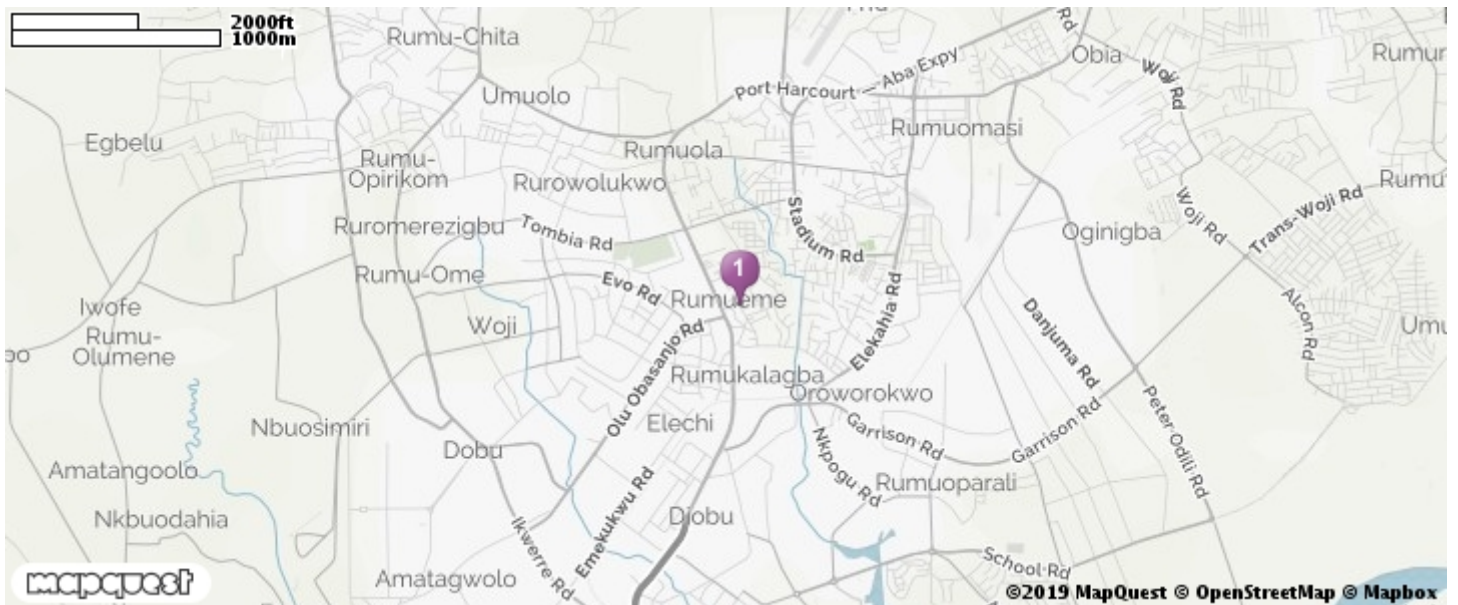 2000ft
1000m
Rumu-Chita
Obia
Woji Rd
Port Harcourt — Aba Expy
Umuolo
Egbelu
Rumuomasi
Rumuola
Rumu-
Opirikom
Rurowolukwo
Stadium Rd
Woji Rd
Trans-Woji Rd
Ruromerezigbu
Tombia Rd
Oginigba
Rumu-Ome
Evo Rd
1
Rumueme
Elekahia Rd
Danjuma Rd
Alcon Rd
Iwofe
Rumu-
Olumene
Woji
Olu Obasanjo Rd
Rumukalagba
Oroworokwo
Nbuosimiri
Elechi
Garrison Rd
Garrison Rd
Peter Odili Rd
Dobu
Amatangoolo
Nkpogu Rd
Rumuoparali
Emekukwu Rd
Nkbuodahia
Djobu
Ikwerre Rd
School Rd
Amatagwolo
mapquest
©2019 MapQuest © OpenStreetMap © Mapbox